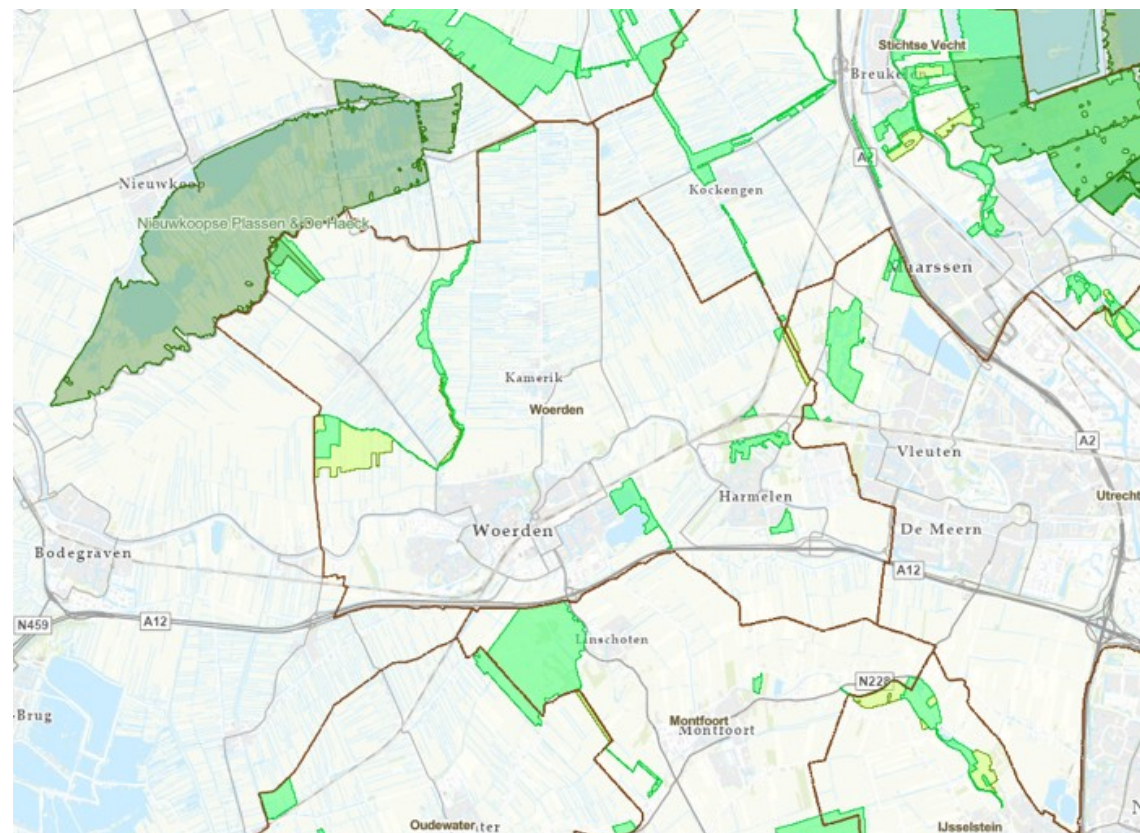 Stichtse Vecht
Breukelen
A2
Nieuwkoop
Kockengen
Nieuwkoopse Plassen & De Haeck
Maarssen
Kamerik
Woerden
A2
Vleuten
Harmelen
Utrecht
Woerden
De Meern
Bodegraven
A12
N459
A12
Linschoten
N228
-Brug
Montfoort
Montfoort
Oudewater
IJsselstein